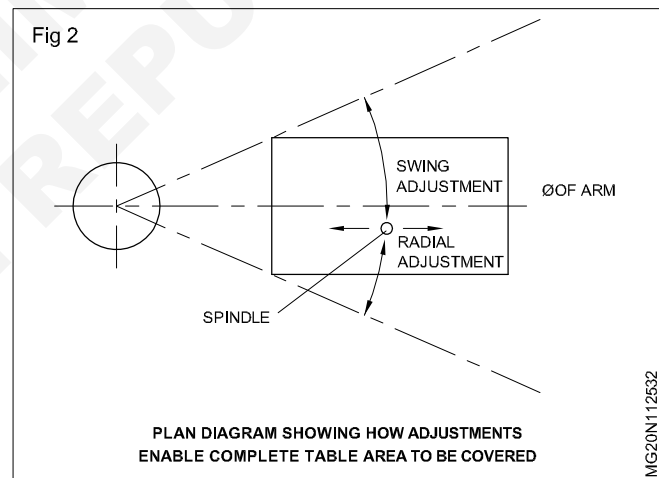 Fig 2
SWING
ADJUSTMENT
ØOF ARM
RADIAL
ADJUSTMENT
SPINDLE
PLAN DIAGRAM SHOWING HOW ADJUSTMENTS
ENABLE COMPLETE TABLE AREA TO BE COVERED
MG20N112532